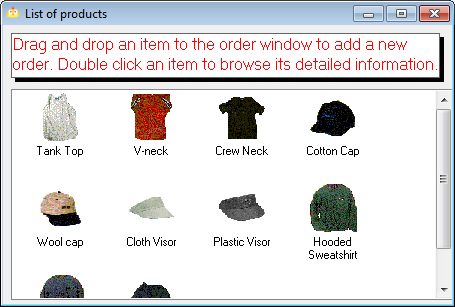 List of products
Drag and drop an item to the order window to add a new
order. Double click an item to browse its detailed information.
Tank Top
V-neck
Crew Neck
Cotton Cap
Wool cap
Cloth Visor
Plastic Visor
Hooded
Sweatshirt